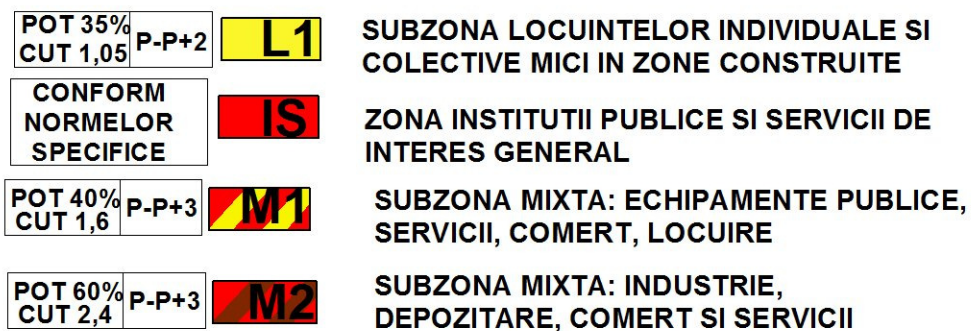 POT 35%
CUT 1,05
P-P+2
L1
SUBZONA LOCUINTELOR INDIVIDUALE SI
COLECTIVE MICI IN ZONE CONSTRUITE
CONFORM
NORMELOR
SPECIFICE
IS
ZONA INSTITUTII PUBLICE SI SERVICII DE
INTERES GENERAL
POT 40%
CUT 1,6
P-P+3
M1
SUBZONA MIXTA: ECHIPAMENTE PUBLICE,
SERVICII, COMERT, LOCUIRE
POT 60%
CUT 2,4
P-P+3
M2
SUBZONA MIXTA: INDUSTRIE,
DEPOZITARE, COMERT SI SERVICII